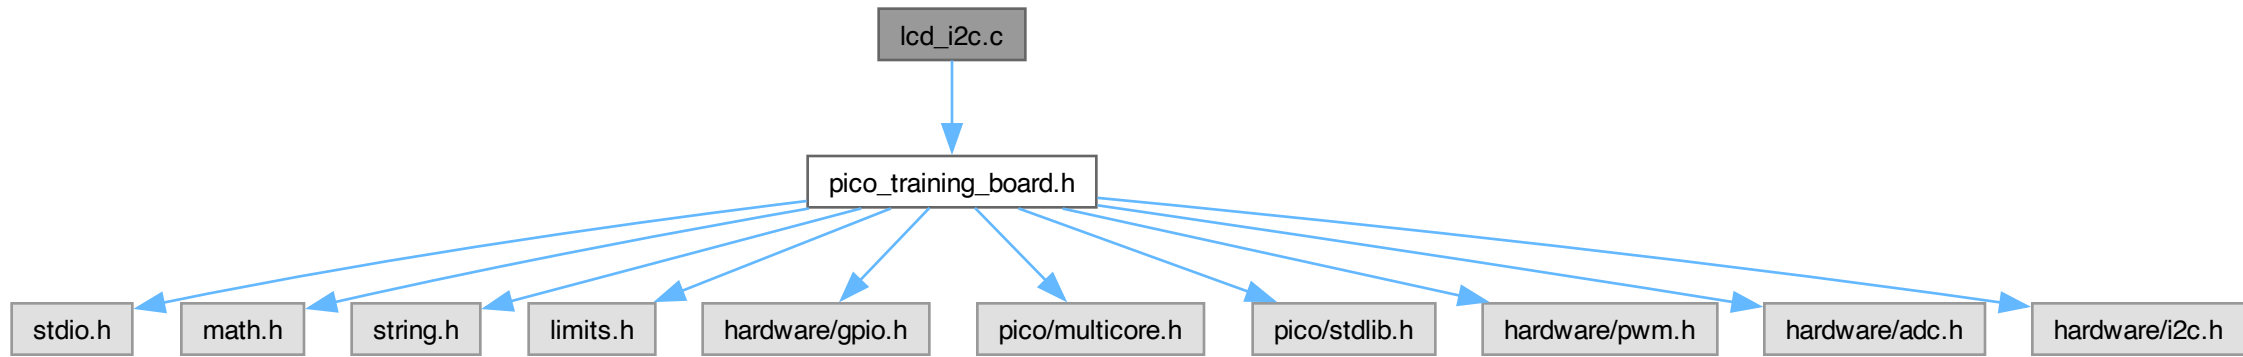 lcd_i2c.c
pico_training_board.h
stdio.h
math.h
string.h
limits.h
hardware/gpio.h
pico/multicore.h
pico/stdlib.h
hardware/pwm.h
hardware/adc.h
hardware/i2c.h